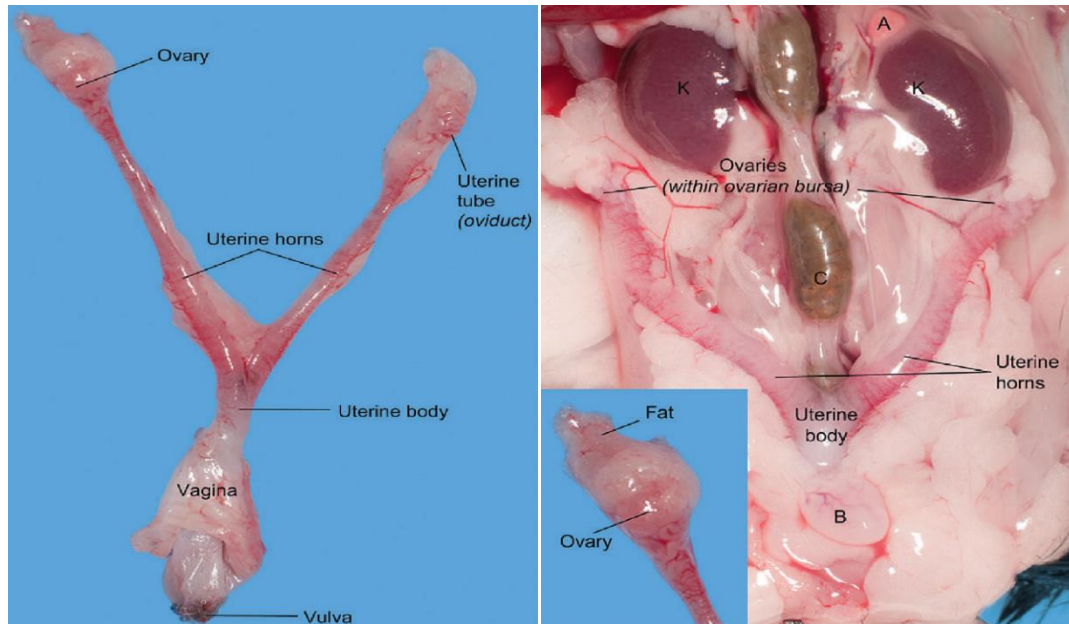 Ovary
Uterine
tube
(oviduct)
Uterine horns
Uterine body
Vagina
Vulva
A
K
K
Ovaries
(within ovarian bursa)
C
Uterine
horns
Uterine
body
B
Fat
Ovary